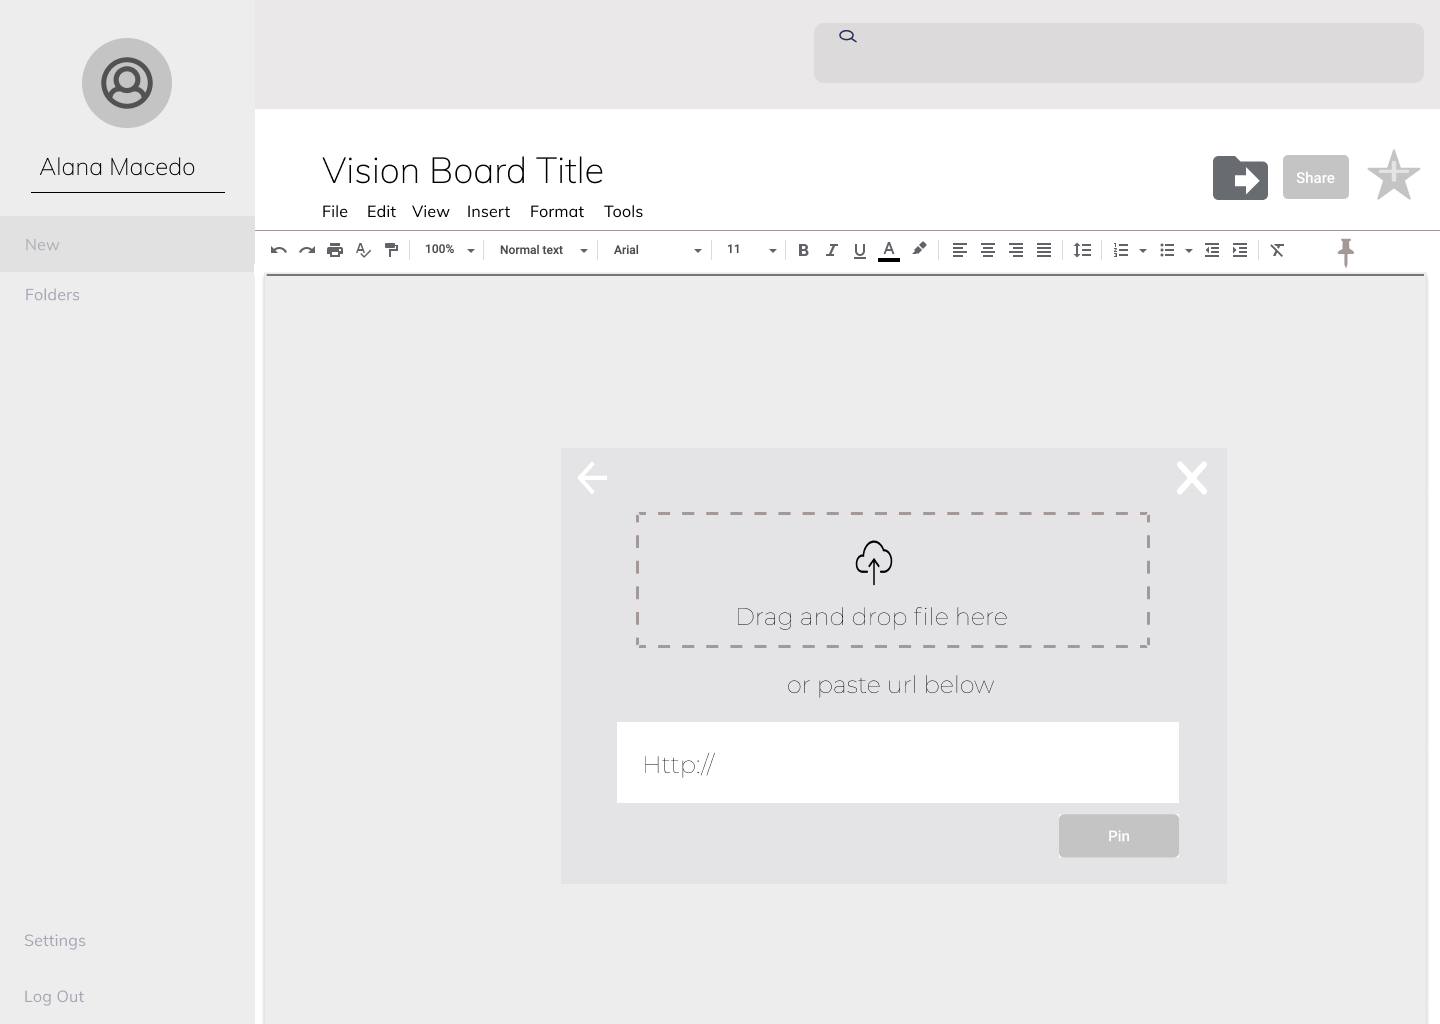 Alana Macedo
New
Folders
Settings
Log Out
Vision Board Title
Share
File Edit View Insert Format Tools
100% Normal text Arial 11 B I U A
Drag and drop file here
or paste url below
Http://
Pin